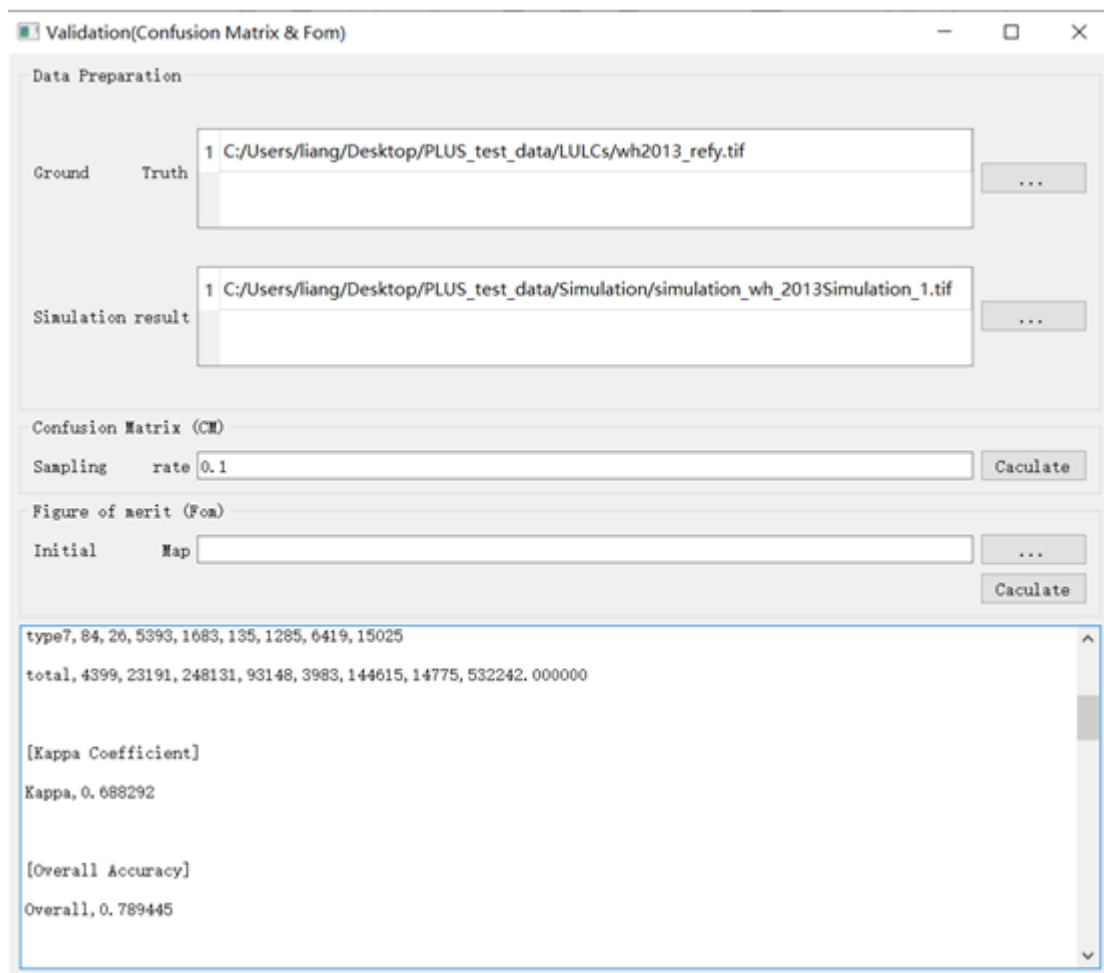 Validation(Confusion Matrix & Fom)
Data Preparation
Ground Truth
1 C:/Users/liang/Desktop/PLUS_test_data/LULCs/wh2013_refy.tif
...
Simulation result
1 C:/Users/liang/Desktop/PLUS_test_data/Simulation/simulation_wh_2013Simulation_1.tif
...
Confusion Matrix (CM)
Sampling rate 0.1 Caculate
Figure of merit (Fom)
Initial Map ...
Caculate
type7,84,26,5393,1683,135,1285,6419,15025
total,4399,23191,248131,93148,3983,144615,14775,532242.000000
[Kappa Coefficient]
Kappa,0.688292
[Overall Accuracy]
Overall,0.789445